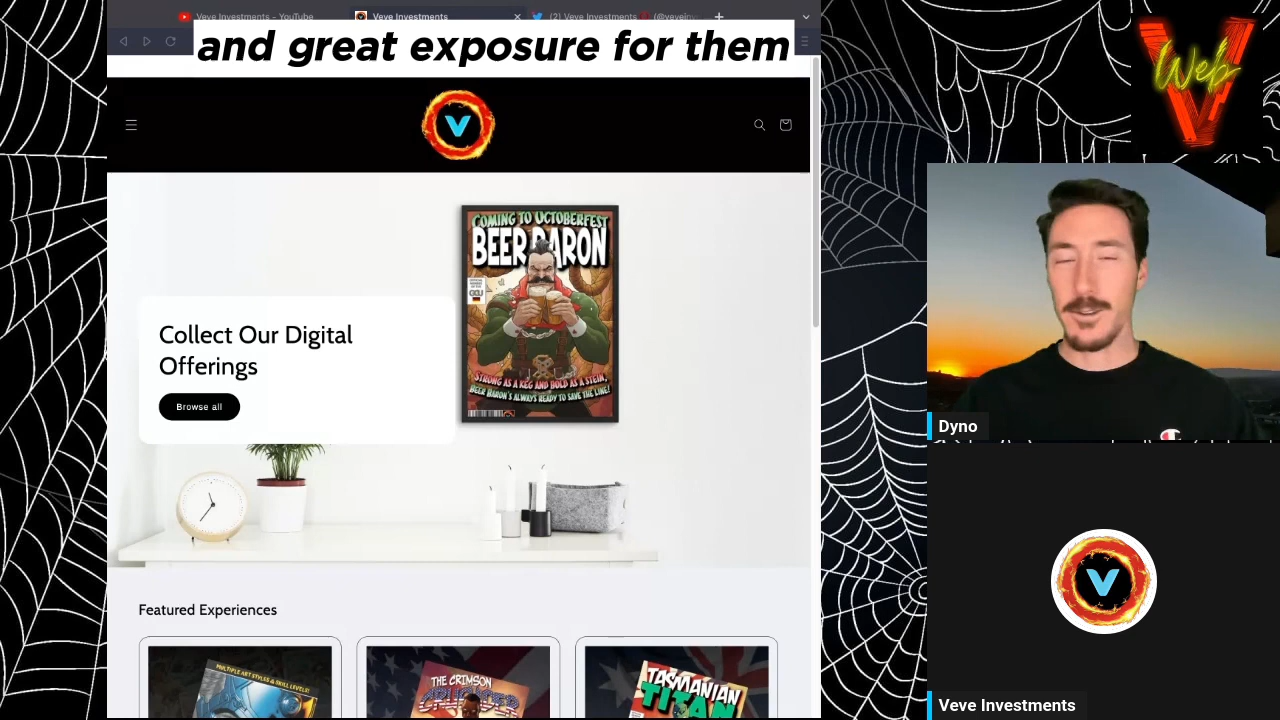 Veve Investments - YouTube
Veve Investments
(2) Veve Investments
and great exposure for them
V
Web
V
COMING TO OCTOBERFEST
BEER BARON
Collect Our Digital
Offerings
Browse all
STRONG AS A KEG AND BOLD AS A STEIN,
BEER BARON'S ALWAYS READY TO SAVE THE LINE!
Dyno
Featured Experiences
MULTIPLE ART STYLES & SKILL LEVELS!
THE CRIMSON
CRUSADER
TASMANIAN
TITAN
V
Veve Investments